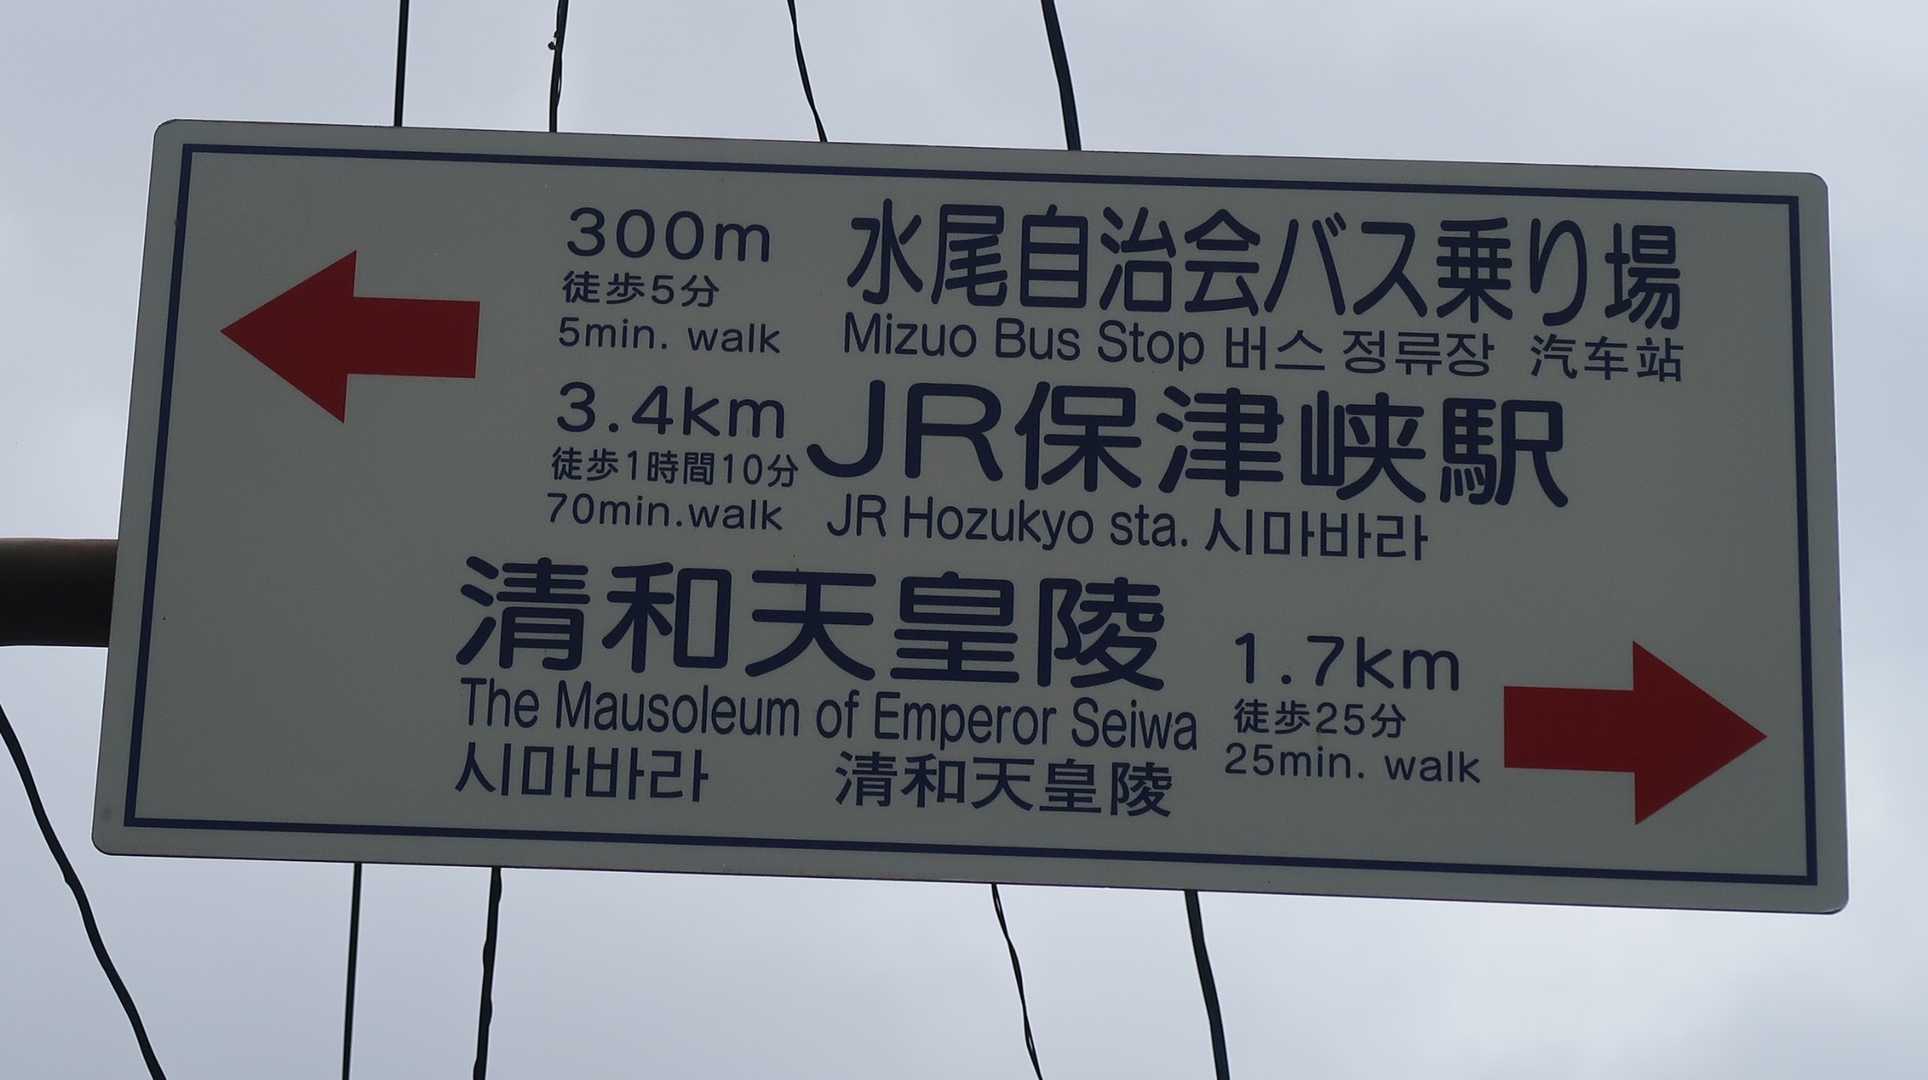 300m 水尾自治会バス乗り場
徒歩5分
5min. walk Mizuo Bus Stop 버스 정류장 汽车站
3.4km JR保津峡駅
徒歩1時間10分
70min.walk JR Hozukyo sta. 시마바라
清和天皇陵 1.7km
The Mausoleum of Emperor Seiwa 徒歩25分
시마바라 清和天皇陵 25min. walk